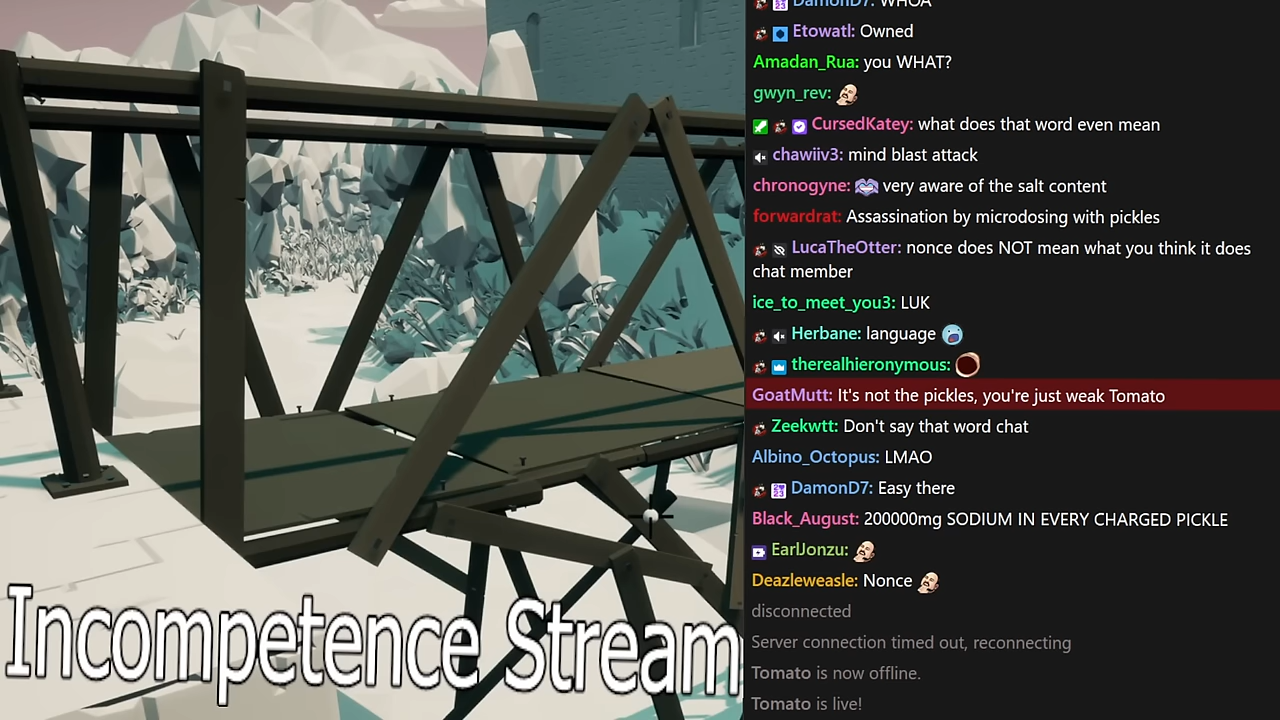 DamonD7: WHOA
Etowatl: Owned
Amadan_Rua: you WHAT?
gwyn_rev:
CursedKatey: what does that word even mean
chawiiv3: mind blast attack
chronogyne: very aware of the salt content
forwardrat: Assassination by microdosing with pickles
LucaTheOtter: nonce does NOT mean what you think it does
chat member
ice_to_meet_you3: LUK
Herbane: language
therealhieronymous:
GoatMutt: It's not the pickles, you're just weak Tomato
Zeekwtt: Don't say that word chat
Albino_Octopus: LMAO
DamonD7: Easy there
Black_August: 200000mg SODIUM IN EVERY CHARGED PICKLE
EarlJonzu:
Deazleweasle: Nonce
disconnected
Server connection timed out, reconnecting
Tomato is now offline.
Tomato is live!
Incompetence Stream